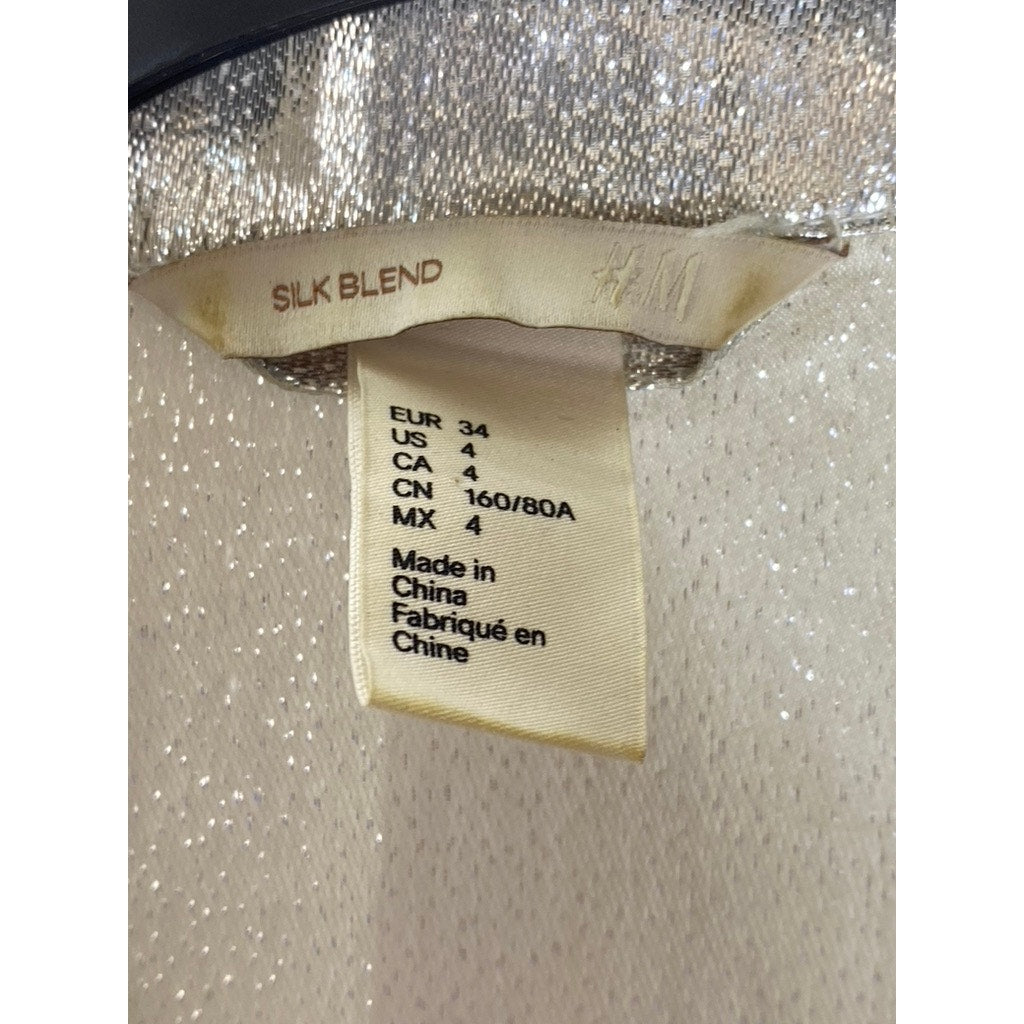 SILK BLEND
H&M
EUR 34
US 4
CA 4
CN 160/80A
MX 4
Made in
China
Fabriqué en
Chine